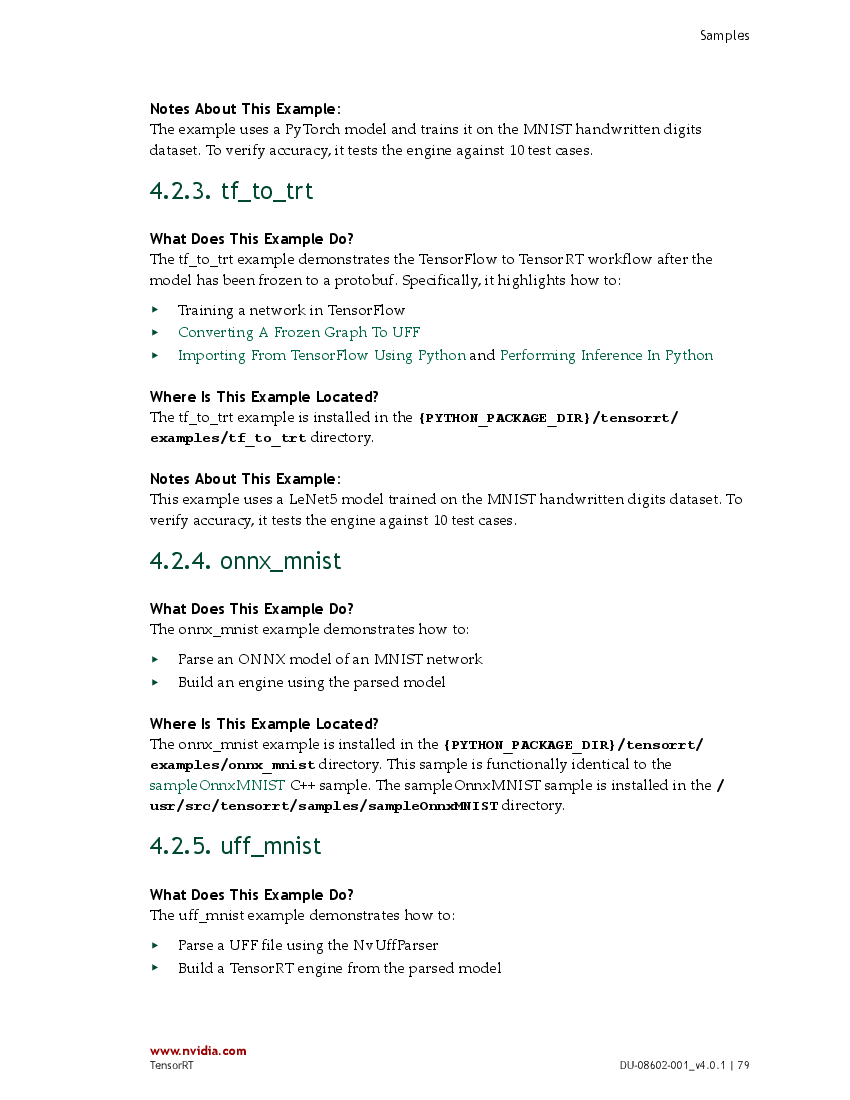 Samples
Notes About This Example:
The example uses a PyTorch model and trains it on the MNIST handwritten digits
dataset. To verify accuracy, it tests the engine against 10 test cases.
4.2.3. tf_to_trt
What Does This Example Do?
The tf_to_trt example demonstrates the TensorFlow to TensorRT workflow after the
model has been frozen to a protobuf. Specifically, it highlights how to:
‣ Training a network in TensorFlow
‣ Converting A Frozen Graph To UFF
‣ Importing From TensorFlow Using Python and Performing Inference In Python
Where Is This Example Located?
The tf_to_trt example is installed in the {PYTHON_PACKAGE_DIR}/tensorrt/
examples/tf_to_trt directory.
Notes About This Example:
This example uses a LeNet5 model trained on the MNIST handwritten digits dataset. To
verify accuracy, it tests the engine against 10 test cases.
4.2.4. onnx_mnist
What Does This Example Do?
The onnx_mnist example demonstrates how to:
‣ Parse an ONNX model of an MNIST network
‣ Build an engine using the parsed model
Where Is This Example Located?
The onnx_mnist example is installed in the {PYTHON_PACKAGE_DIR}/tensorrt/
examples/onnx_mnist directory. This sample is functionally identical to the
sampleOnnxMNIST C++ sample. The sampleOnnxMNIST sample is installed in the /
usr/src/tensorrt/samples/sampleOnnxMNIST directory.
4.2.5. uff_mnist
What Does This Example Do?
The uff_mnist example demonstrates how to:
‣ Parse a UFF file using the NvUffParser
‣ Build a TensorRT engine from the parsed model
www.nvidia.com
TensorRT
DU-08602-001_v4.0.1 | 79